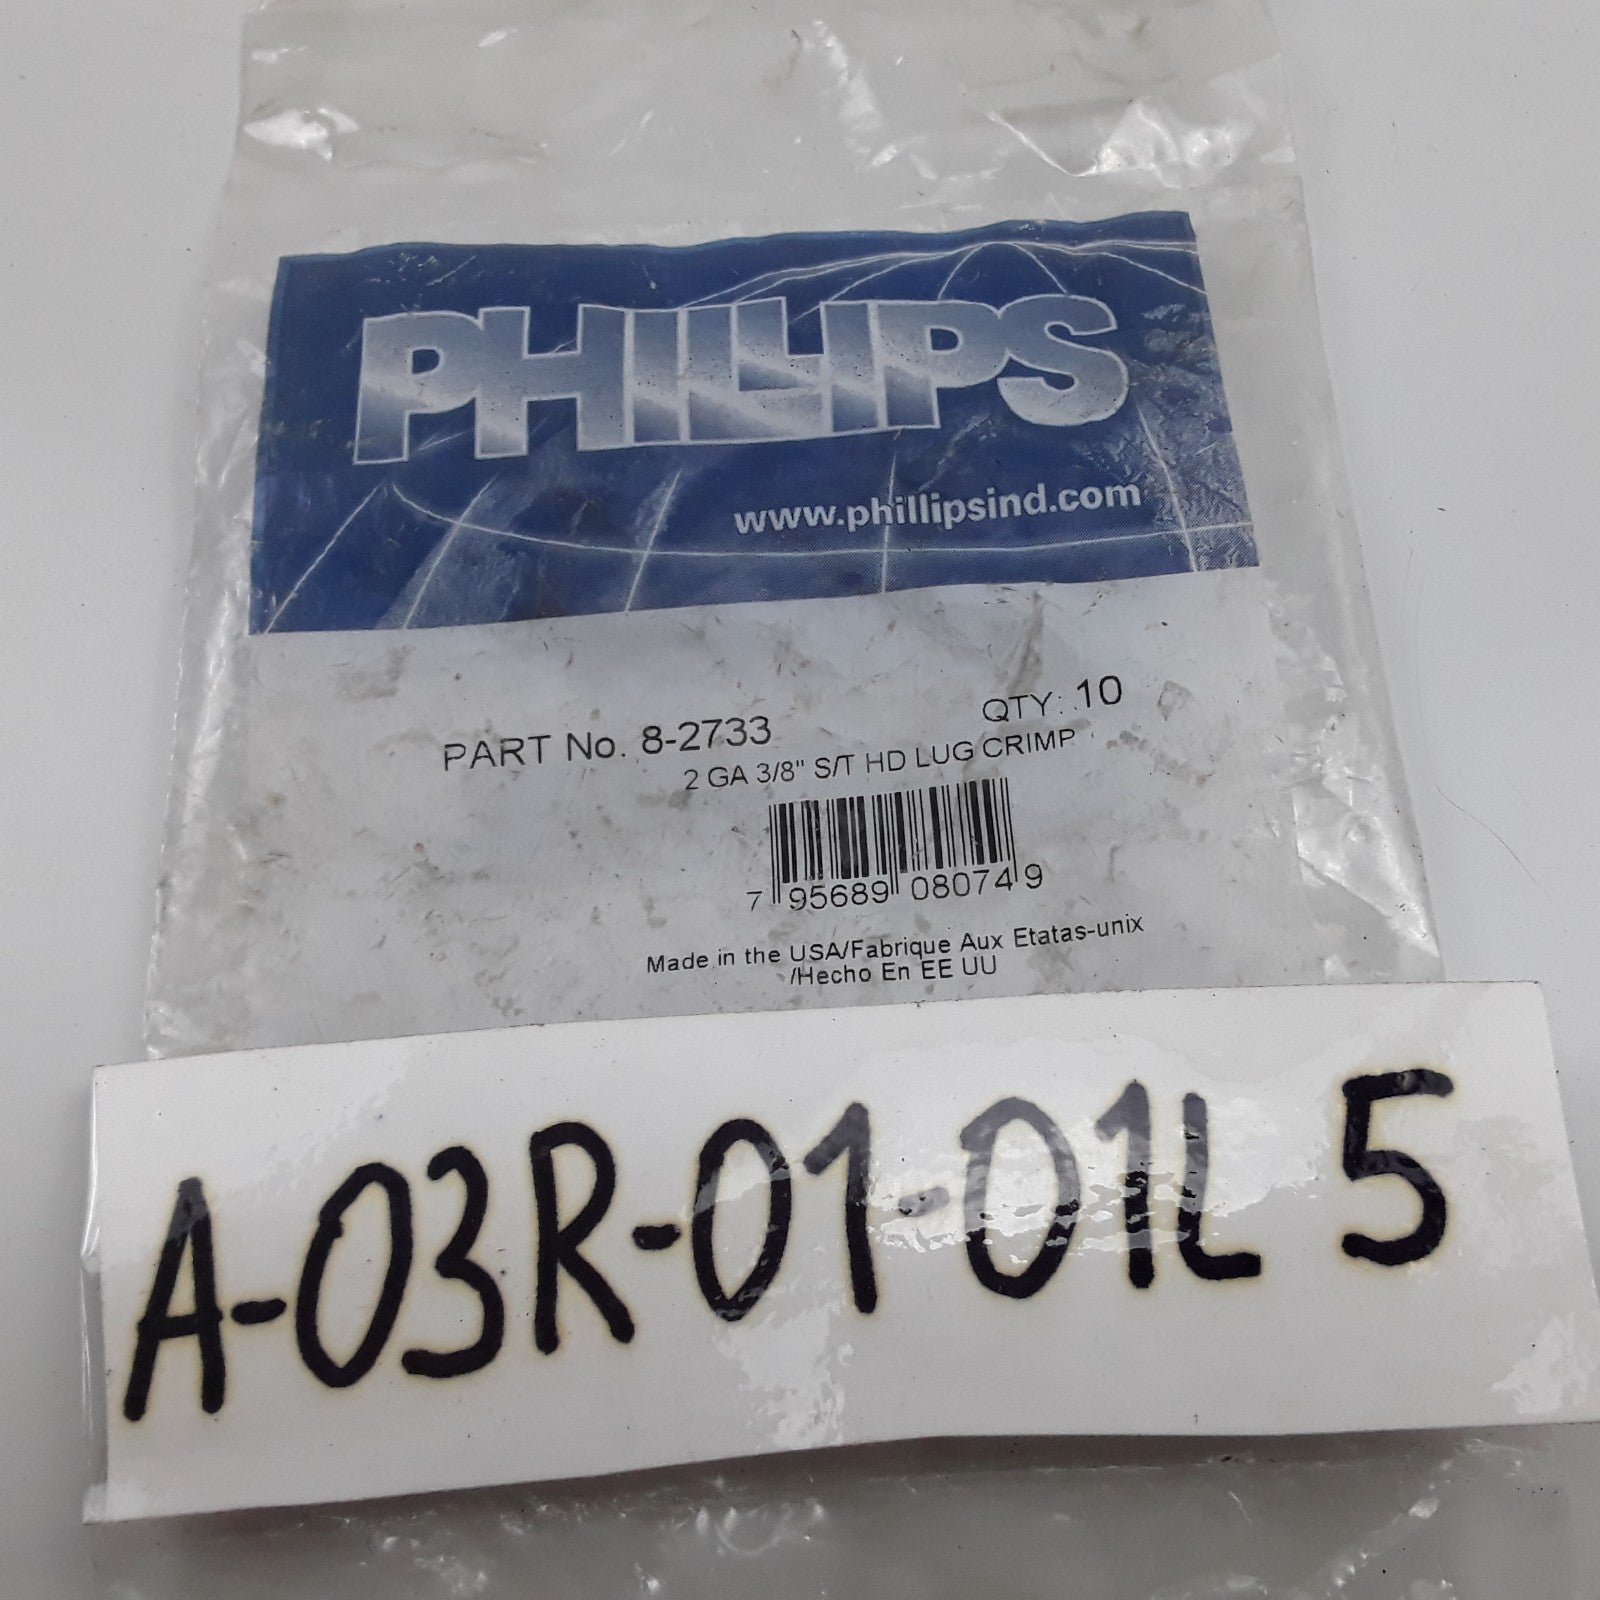 PHILLIPS
www.phillipsind.com
PART No. 8-2733 QTY: 10
2 GA 3/8" S/T HD LUG CRIMP
7 95689 08074 9
Made in the USA/Fabrique Aux Etatas-unix
/Hecho En EE UU
A-03R-01-01L 5